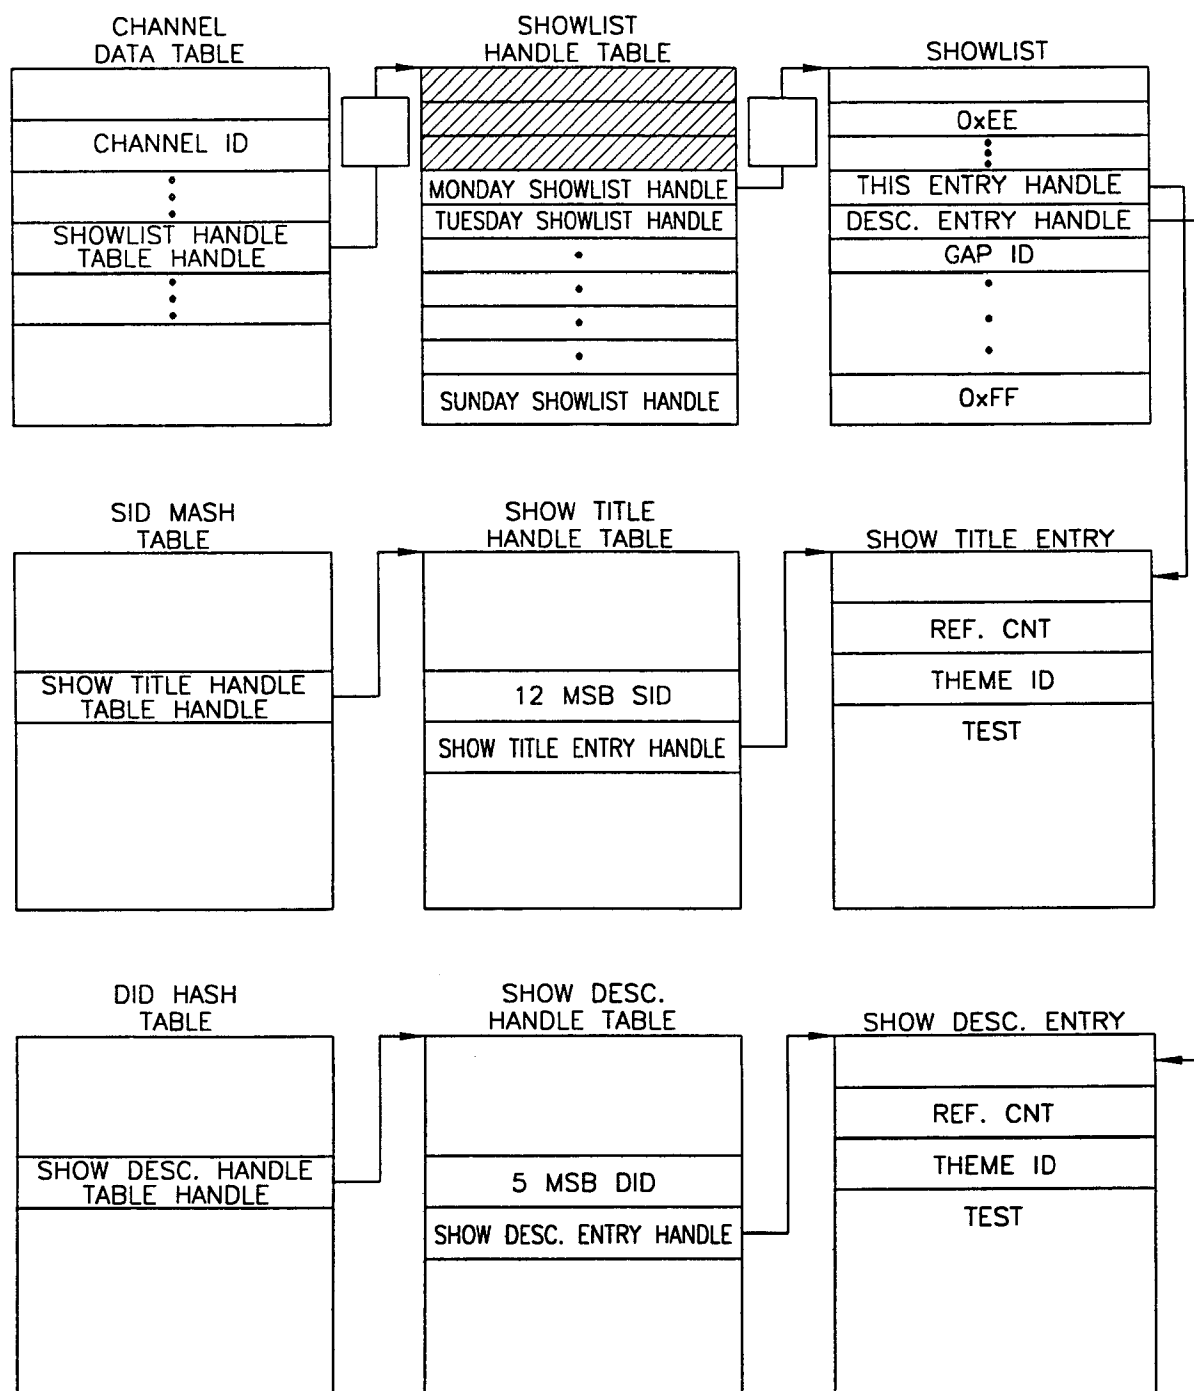 CHANNEL
DATA TABLE
CHANNEL ID
SHOWLIST HANDLE
TABLE HANDLE
SHOWLIST
HANDLE TABLE
MONDAY SHOWLIST HANDLE
TUESDAY SHOWLIST HANDLE
SUNDAY SHOWLIST HANDLE
SHOWLIST
0xEE
THIS ENTRY HANDLE
DESC. ENTRY HANDLE
GAP ID
0xFF
SID MASH
TABLE
SHOW TITLE HANDLE
TABLE HANDLE
SHOW TITLE
HANDLE TABLE
12 MSB SID
SHOW TITLE ENTRY HANDLE
SHOW TITLE ENTRY
REF. CNT
THEME ID
TEST
DID HASH
TABLE
SHOW DESC. HANDLE
TABLE HANDLE
SHOW DESC.
HANDLE TABLE
5 MSB DID
SHOW DESC. ENTRY HANDLE
SHOW DESC. ENTRY
REF. CNT
THEME ID
TEST